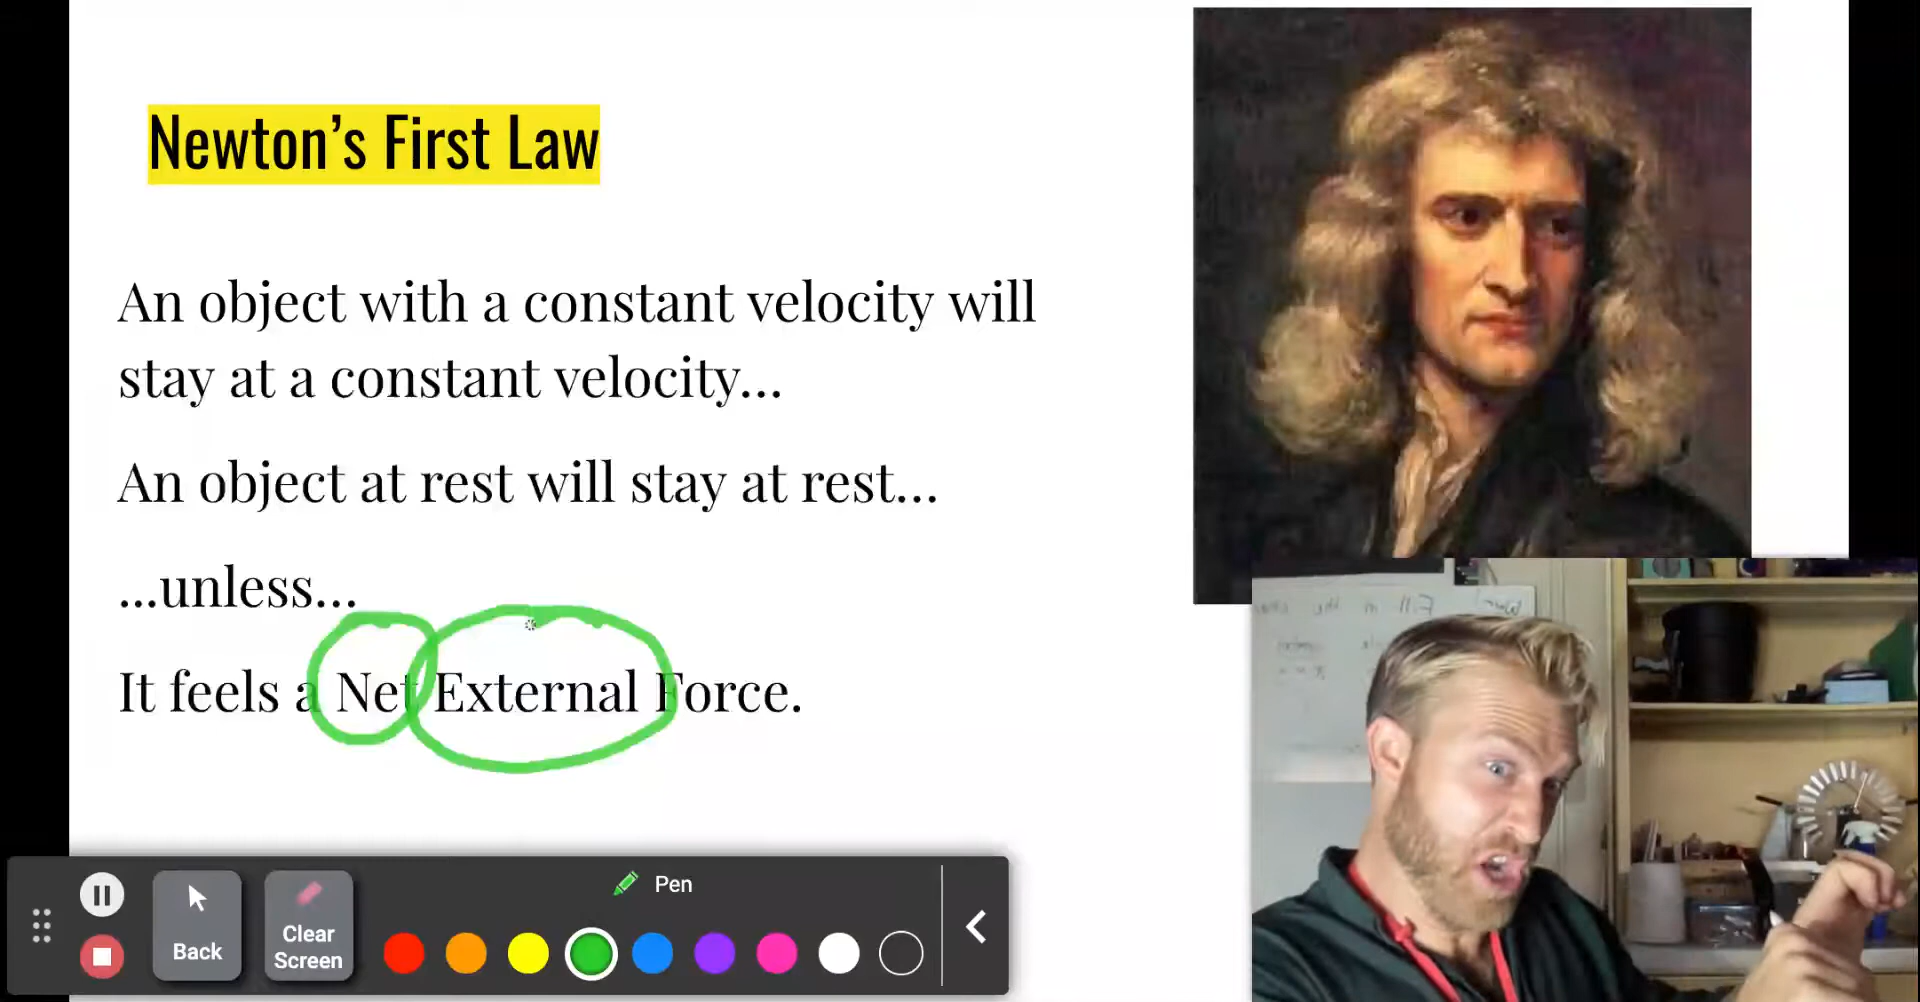 Newton's First Law
An object with a constant velocity will
stay at a constant velocity...
An object at rest will stay at rest...
...unless...
It feels a Net External Force.
Pen
Back
Clear
Screen